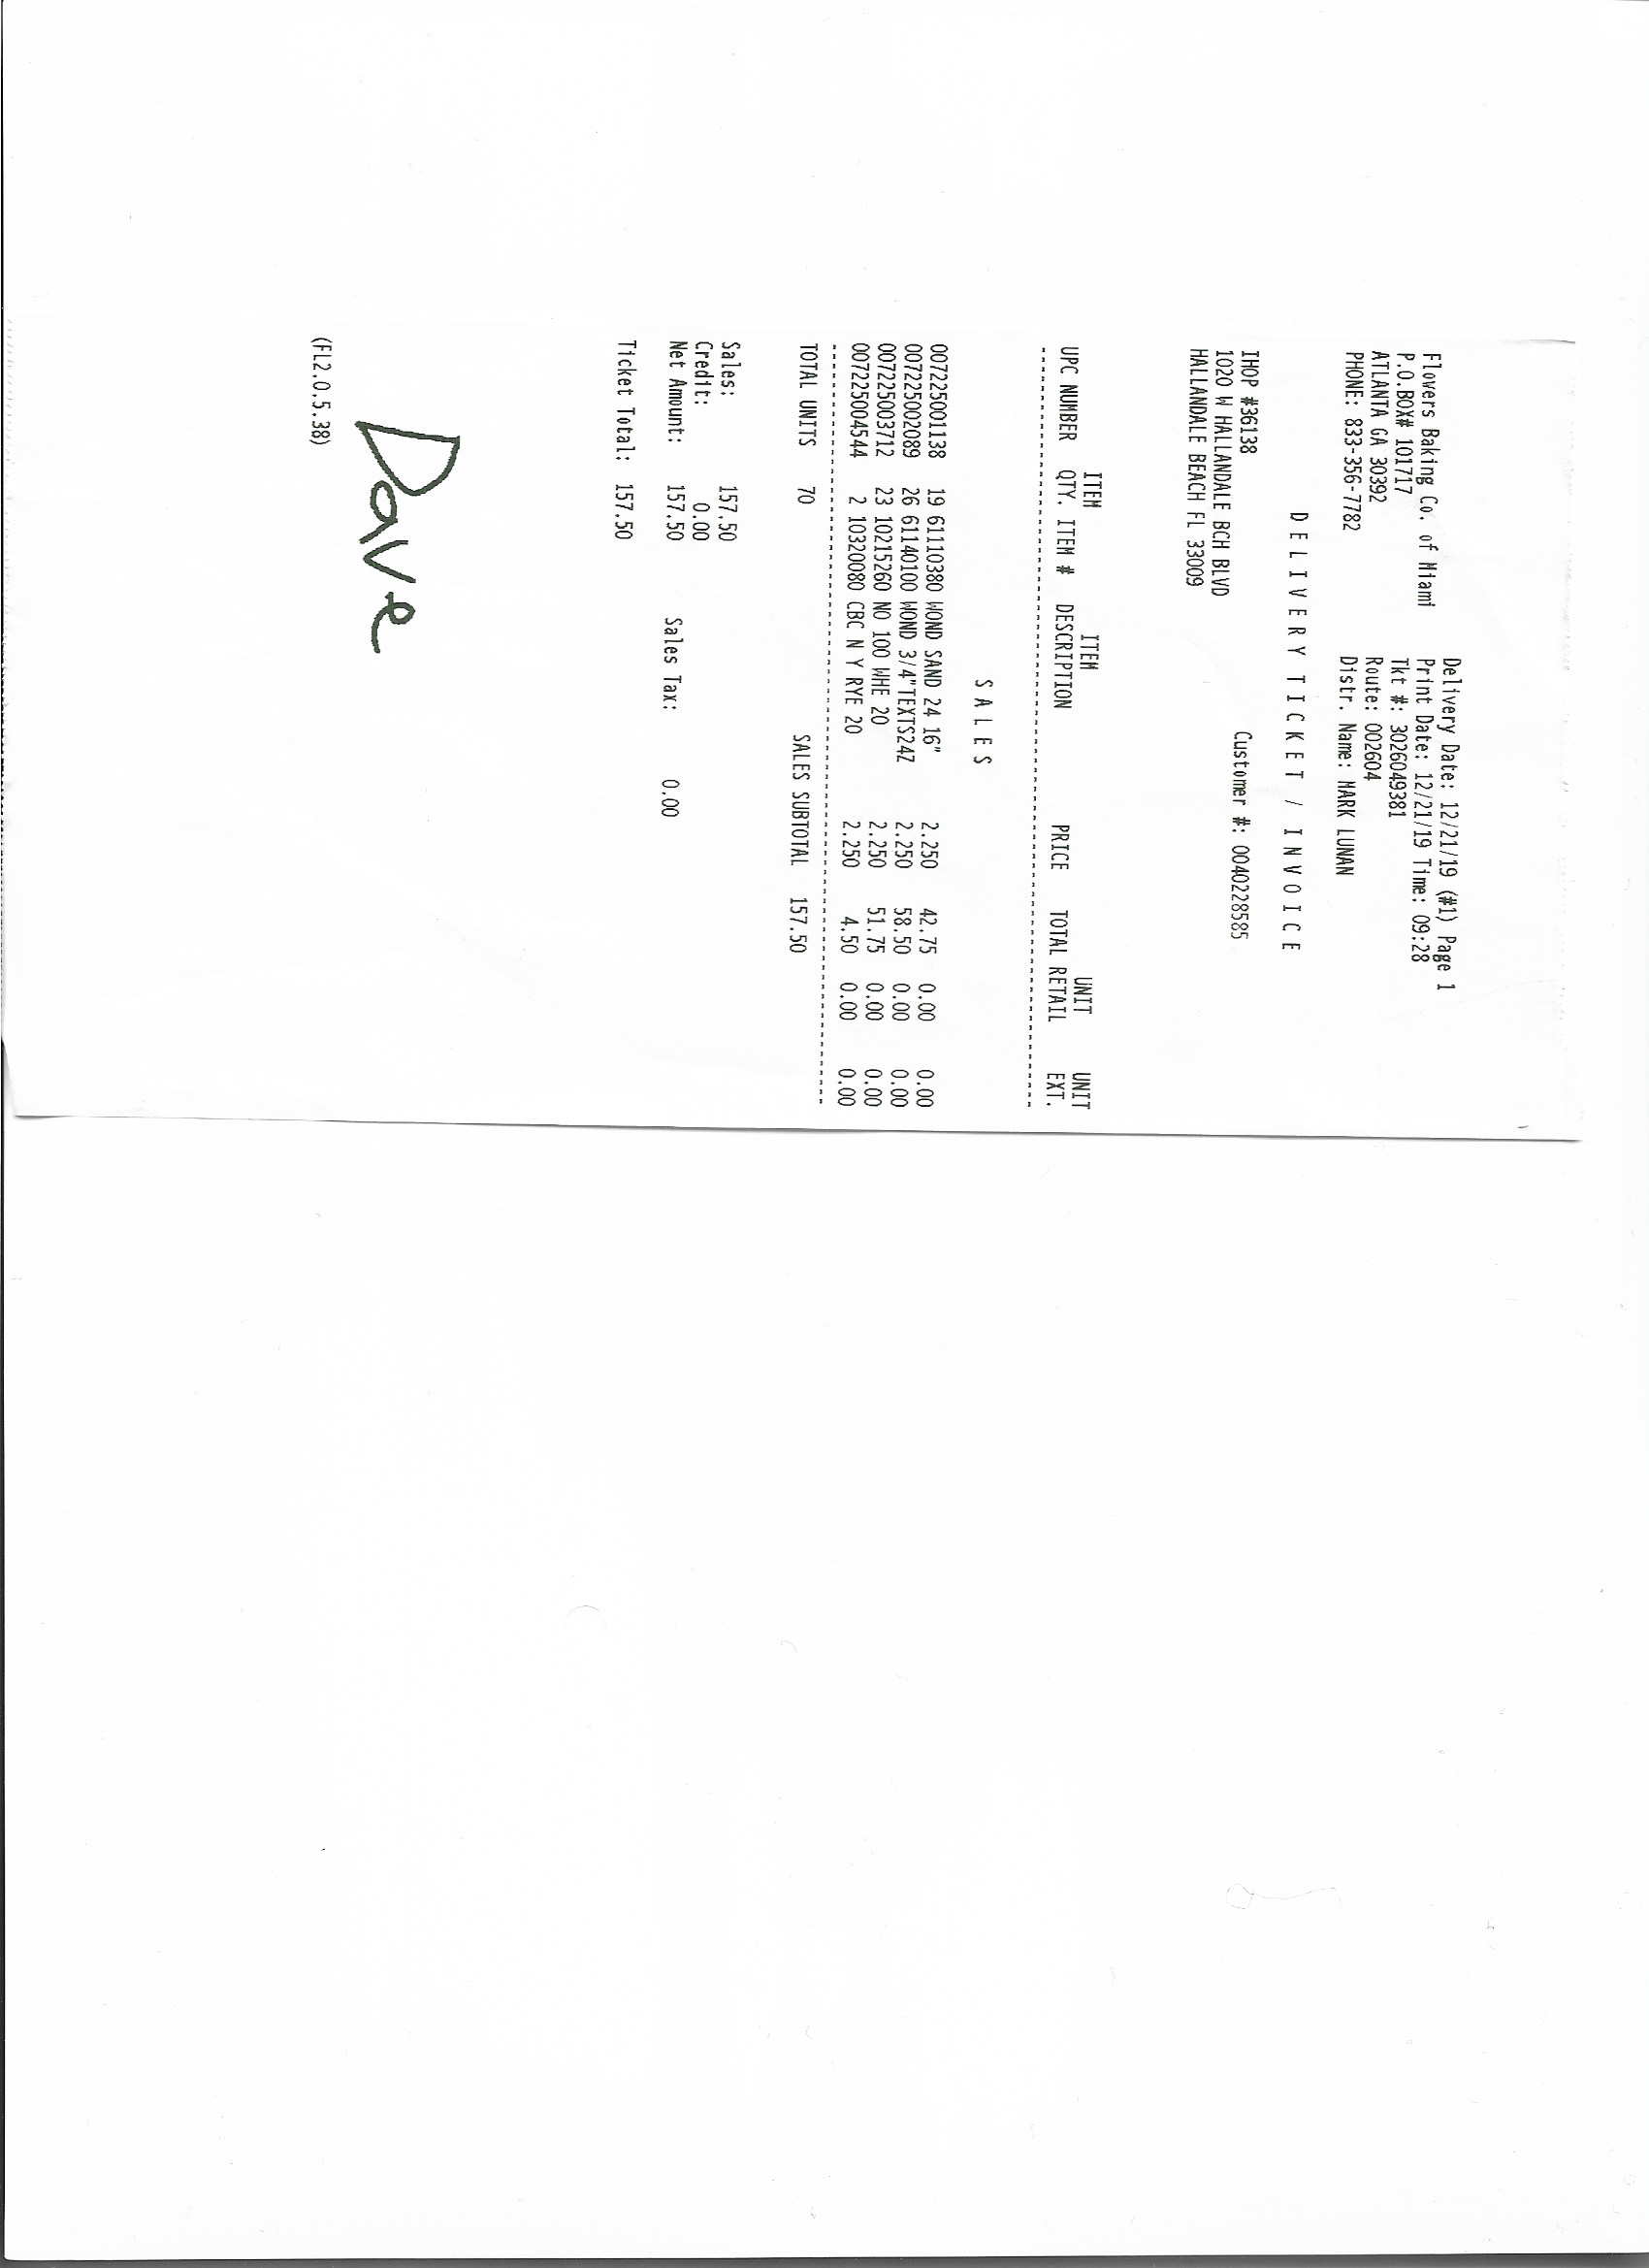 Delivery Date: 12/21/19 (#1) Page 1
Flowers Baking Co. of Miami Print Date: 12/21/19 Time: 09:28
P.O.BOX# 101717 Tkt #: 3026049381
ATLANTA GA 30392 Route: 002604
PHONE: 833-356-7782 Distr. Name: MARK LUNAN
D E L I V E R Y T I C K E T / I N V O I C E
IHOP #36138 Customer #: 0040228585
1020 W HALLANDALE BCH BLVD
HALLANDALE BEACH FL 33009
ITEM ITEM UNIT UNIT
UPC NUMBER QTY. ITEM # DESCRIPTION PRICE TOTAL RETAIL EXT.
S A L E S
007225001138 19 61110380 WOND SAND 24 16" 2.250 42.75 0.00 0.00
007225002089 26 61140100 WOND 3/4"TEXTS24Z 2.250 58.50 0.00 0.00
007225003712 23 10215260 NO 100 WHE 20 2.250 51.75 0.00 0.00
007225004544 2 10320080 CBC N Y RYE 20 2.250 4.50 0.00 0.00
TOTAL UNITS 70 SALES SUBTOTAL 157.50
Sales: 157.50
Credit: 0.00
Net Amount: 157.50 Sales Tax: 0.00
Ticket Total: 157.50
Dave
(FL2.0.5.38)